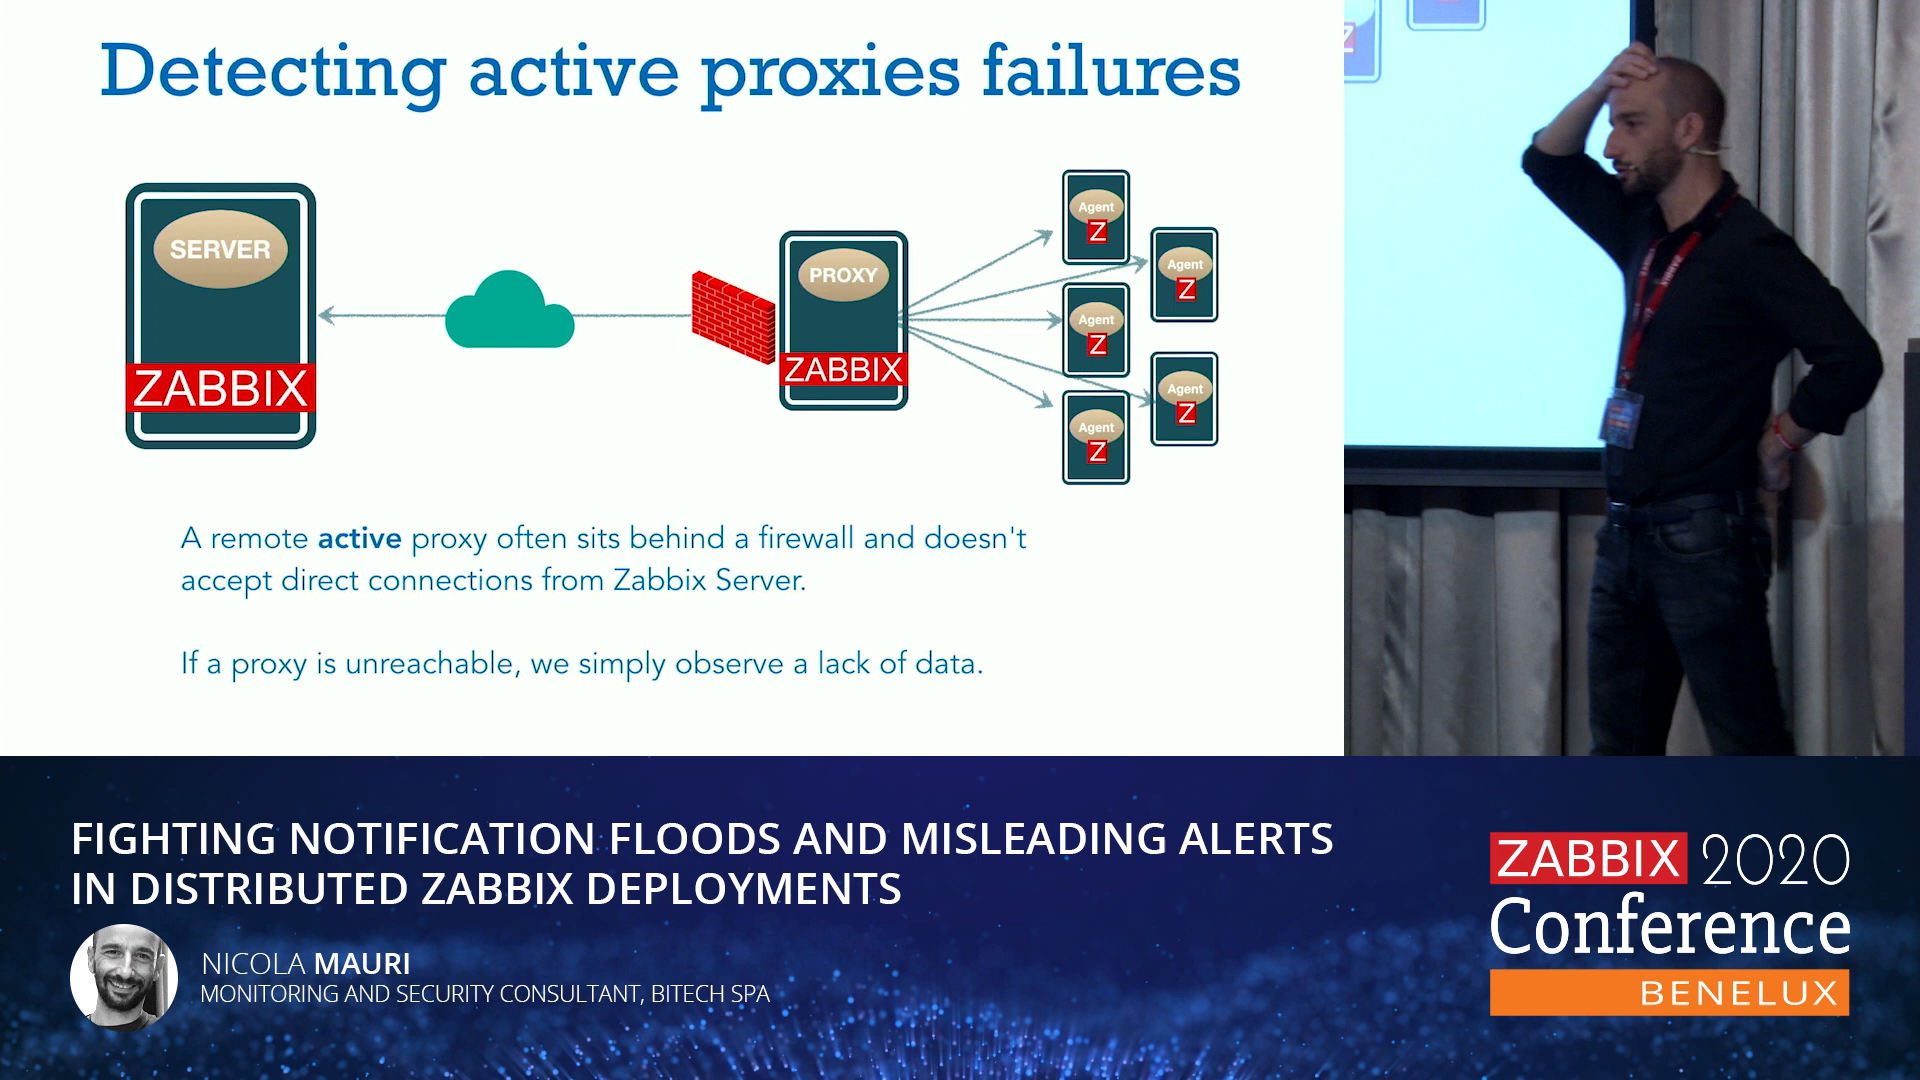 Detecting active proxies failures
SERVER
ZABBIX
PROXY
ZABBIX
Agent
Z
Agent
Z
Agent
Z
Agent
Z
Agent
Z
A remote active proxy often sits behind a firewall and doesn't
accept direct connections from Zabbix Server.
If a proxy is unreachable, we simply observe a lack of data.
Z
FIGHTING NOTIFICATION FLOODS AND MISLEADING ALERTS
IN DISTRIBUTED ZABBIX DEPLOYMENTS
NICOLA MAURI
MONITORING AND SECURITY CONSULTANT, BITECH SPA
ZABBIX 2020
Conference
BENELUX